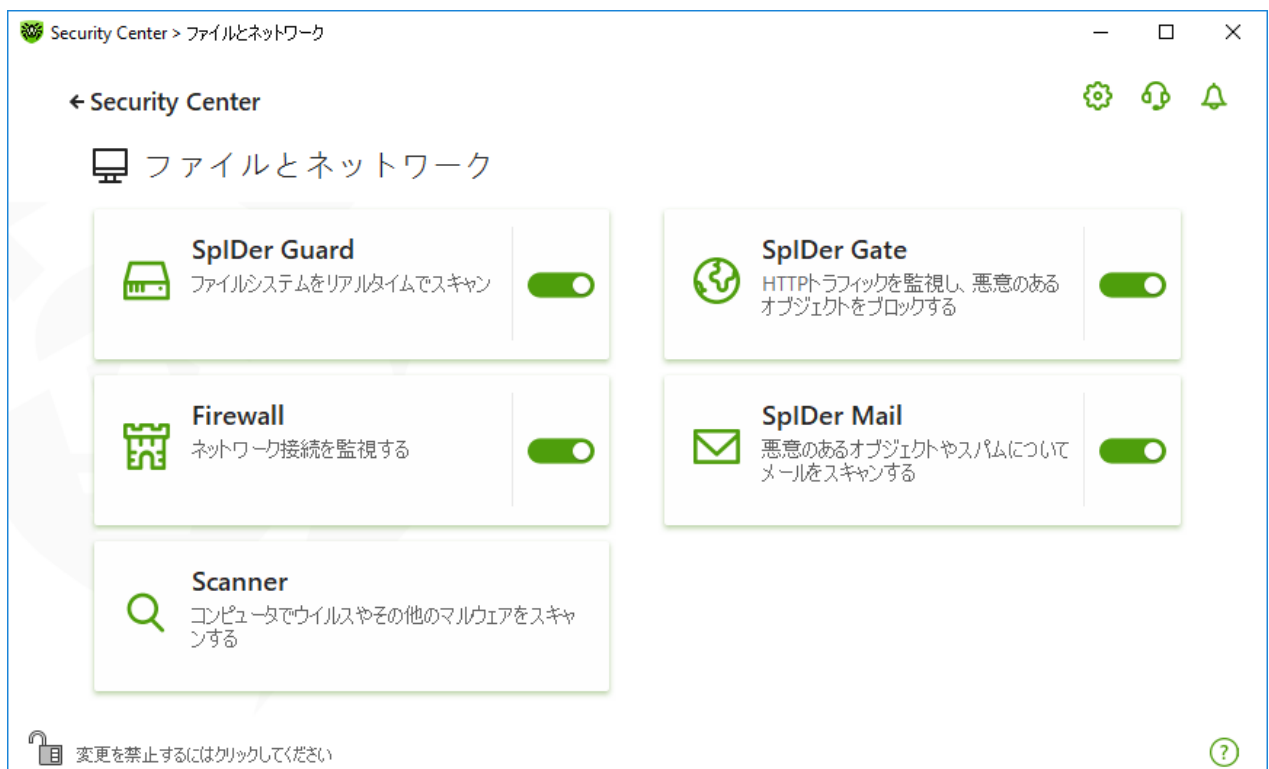 Security Center > ファイルとネットワーク
Security Center
ファイルとネットワーク
SpIDer Guard
ファイルシステムをリアルタイムでスキャン
SpIDer Gate
HTTPトラフィックを監視し、悪意のある
オブジェクトをブロックする
Firewall
ネットワーク接続を監視する
SpIDer Mail
悪意のあるオブジェクトやスパムについて
メールをスキャンする
Scanner
コンピュータでウイルスやその他のマルウェアをスキャ
ンする
変更を禁止するにはクリックしてください
?